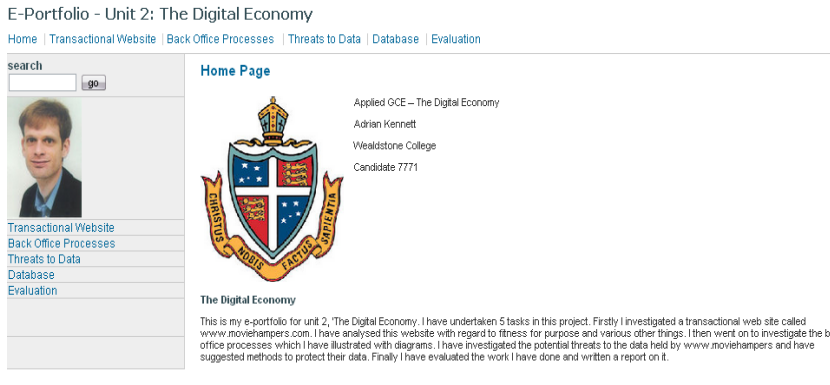 E-Portfolio - Unit 2: The Digital Economy
Home | Transactional Website | Back Office Processes | Threats to Data | Database | Evaluation
search
go
Transactional Website
Back Office Processes
Threats to Data
Database
Evaluation
Home Page
Applied GCE – The Digital Economy
Adrian Kennett
Wealdstone College
Candidate 7771
CHRISTUS NOBIS FACTUS SAPIENTIA
The Digital Economy
This is my e-portfolio for unit 2, 'The Digital Economy. I have undertaken 5 tasks in this project. Firstly I investigated a transactional web site called
www.moviehampers.com. I have analysed this website with regard to fitness for purpose and various other things. I then went on to investigate the b
office processes which I have illustrated with diagrams. I have investigated the potential threats to the data held by www.moviehampers and have
suggested methods to protect their data. Finally I have evaluated the work I have done and written a report on it.